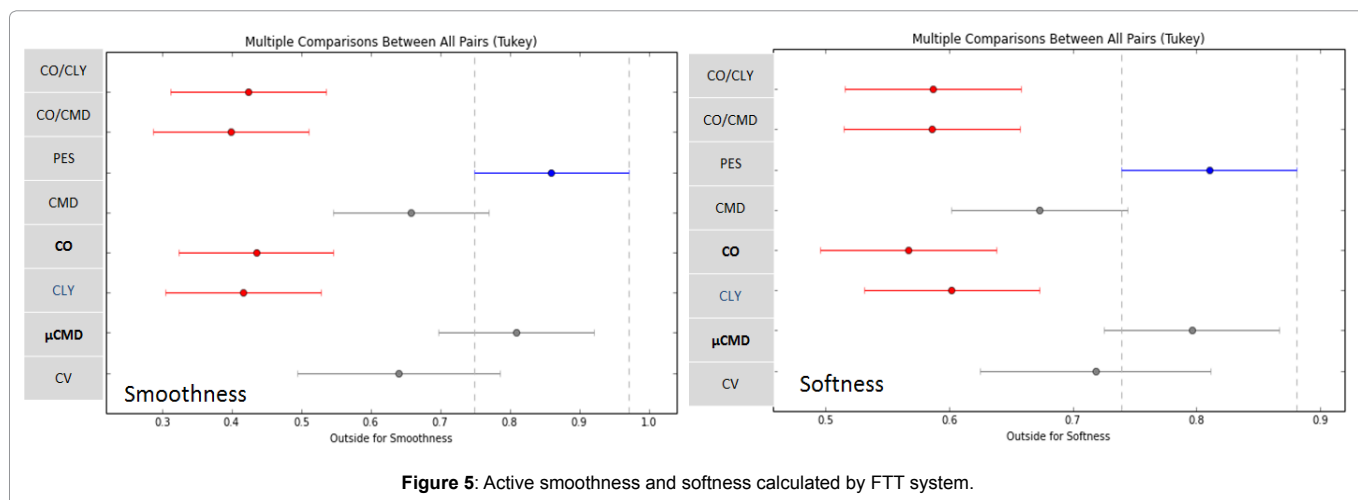 Multiple Comparisons Between All Pairs (Tukey)
CO/CLY
CO/CMD
PES
CMD
CO
CLY
µCMD
CV
Smoothness
0.3 0.4 0.5 0.6 0.7 0.8 0.9 1.0
Outside for Smoothness
Multiple Comparisons Between All Pairs (Tukey)
CO/CLY
CO/CMD
PES
CMD
CO
CLY
µCMD
CV
Softness
0.5 0.6 0.7 0.8 0.9
Outside for Softness
Figure 5: Active smoothness and softness calculated by FTT system.